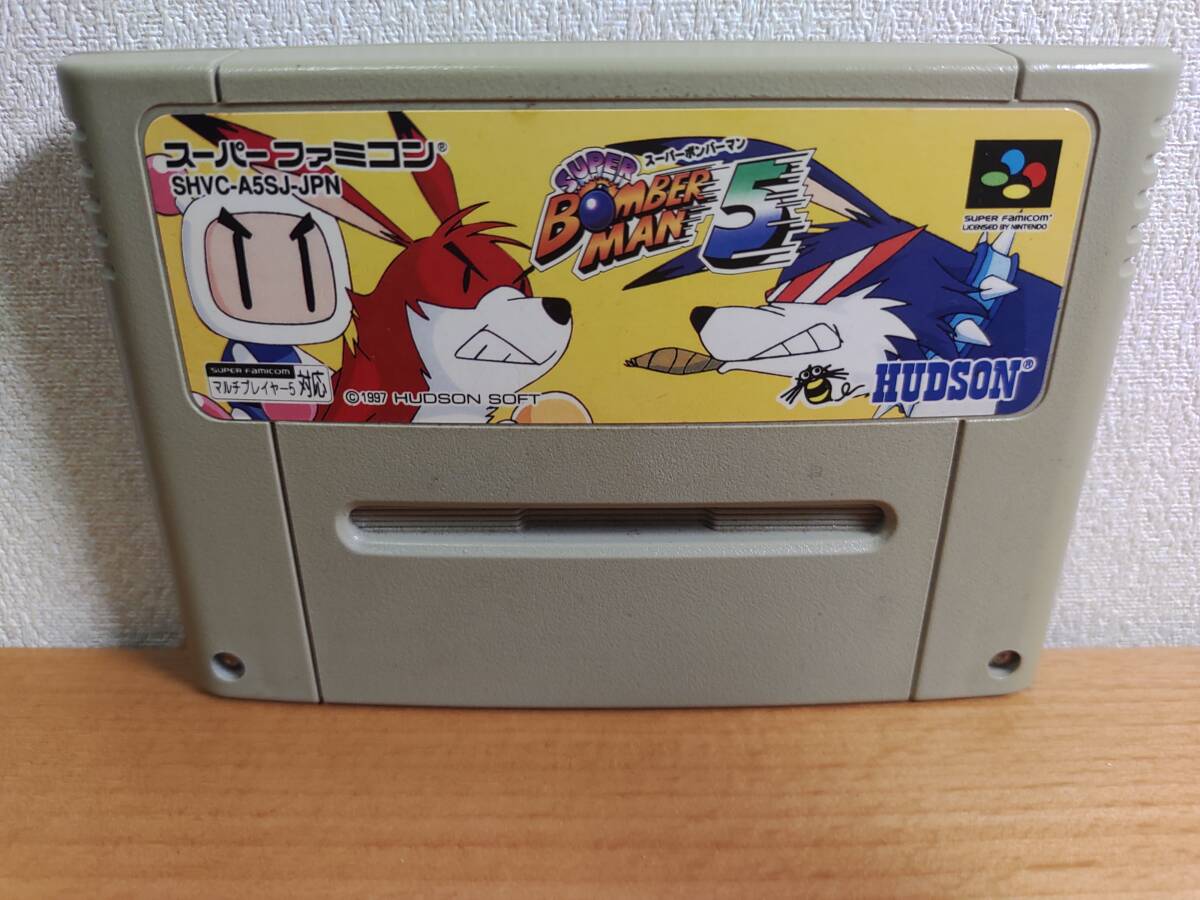 スーパーファミコン®
SHVC-A5SJ-JPN
スーパーボンバーマン
SUPER
BOMBER
MAN 5
SUPER FAMICOM
LICENSED BY NINTENDO
SUPER FAMICOM
マルチプレイヤー5 対応
©1997 HUDSON SOFT
HUDSON®